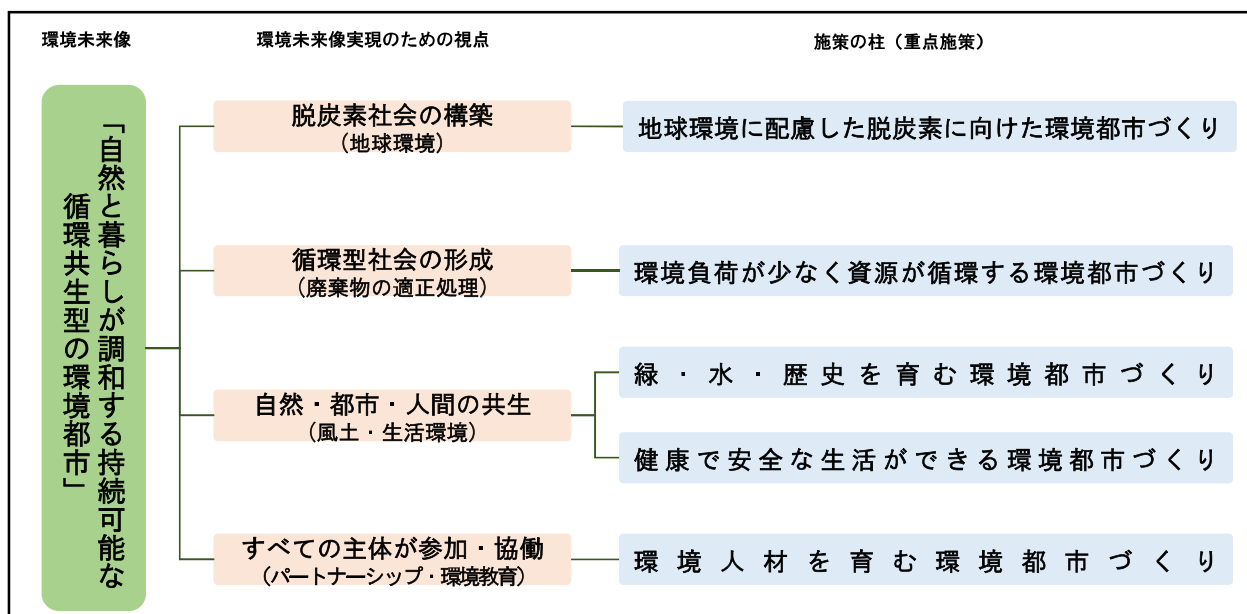 環境未来像
環境未来像実現のための視点
施策の柱（重点施策）
「自然と暮らしが調和する持続可能な
循環共生型の環境都市」
脱炭素社会の構築
（地球環境）
地球環境に配慮した脱炭素に向けた環境都市づくり
循環型社会の形成
（廃棄物の適正処理）
環境負荷が少なく資源が循環する環境都市づくり
自然・都市・人間の共生
（風土・生活環境）
緑・水・歴史を育む環境都市づくり
健康で安全な生活ができる環境都市づくり
すべての主体が参加・協働
（パートナーシップ・環境教育）
環境人材を育む環境都市づくり